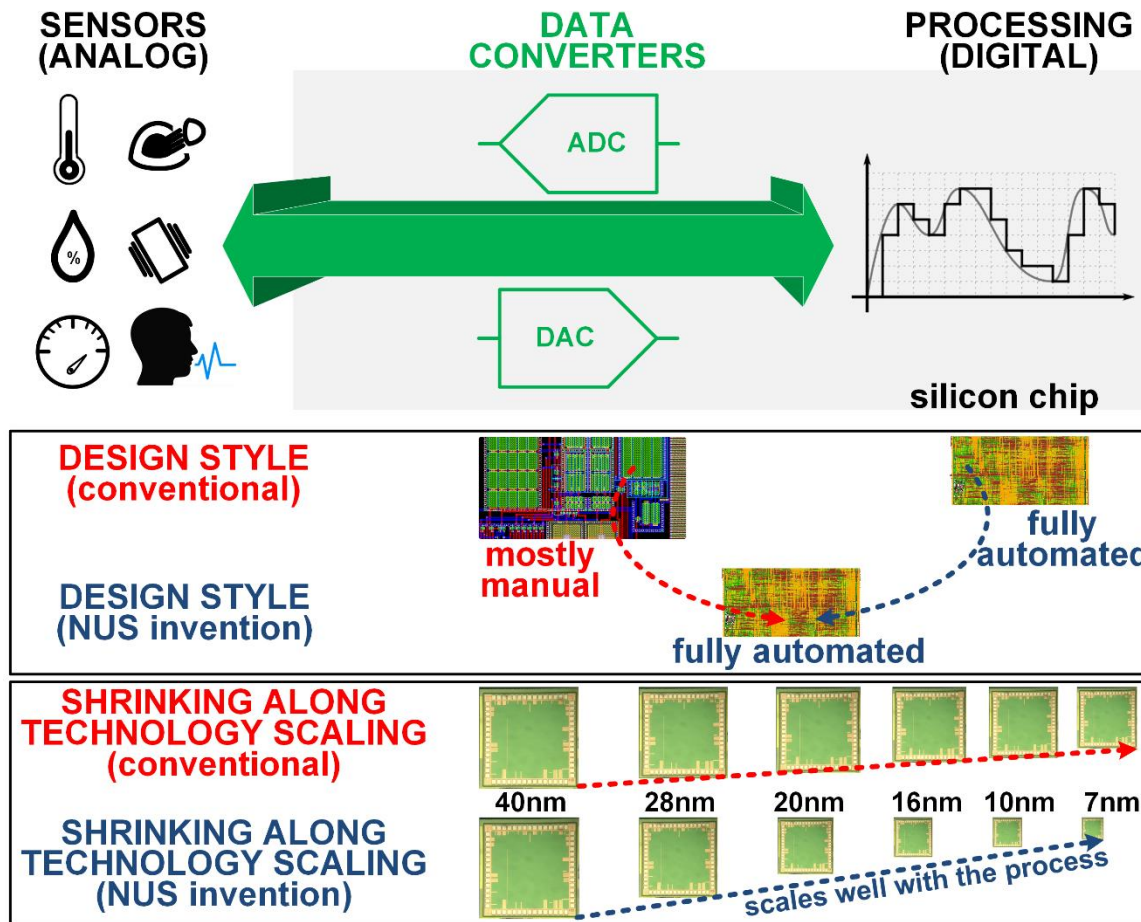 SENSORS
(ANALOG)
DATA
CONVERTERS
PROCESSING
(DIGITAL)
ADC
%
DAC
silicon chip
DESIGN STYLE
(conventional)
mostly
manual
fully
automated
DESIGN STYLE
(NUS invention)
fully automated
SHRINKING ALONG
TECHNOLOGY SCALING
(conventional)
40nm
28nm
20nm
16nm
10nm
7nm
SHRINKING ALONG
TECHNOLOGY SCALING
(NUS invention)
scales well with the process